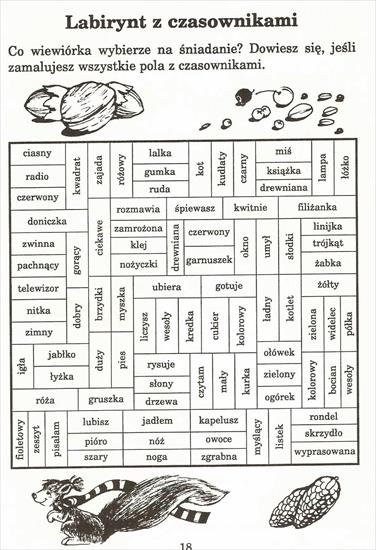 Labirynt z czasownikami
Co wiewiórka wybierze na śniadanie? Dowiesz się, jeśli
zamalujesz wszystkie pola z czasownikami.
ciasny
radio
czerwony
kwadrat
zajada
różowy
lalka
gumka
ruda
kot
kudłaty
czarny
miś
książka
drewniana
lampa
łóżko
doniczka
zwinna
pachnący
gorący
ciekawe
rozmawia
śpiewasz
kwitnie
filiżanka
zamrożona
klej
nożyczki
drewniana
czerwony
garnuszek
okno
umył
słodki
linijka
trójkąt
żabka
telewizor
nitka
zimny
dobry
brzydki
myszka
ubiera
gotuje
liczysz
wesoły
kredka
cukier
kolorowy
ładny
kotlet
żółty
zielona
widelec
półka
igła
jabłko
łyżka
duży
pies
rysuje
słony
drzewa
czytam
mały
kurka
ołówek
zielony
ogórek
kolorowy
bocian
wesoły
róża
gruszka
fioletowy
zeszyt
pisałam
lubisz
pióro
szary
jadłem
nóż
noga
kapelusz
owoce
zgrabna
myślący
listek
rondel
skrzydło
wyprasowana
18